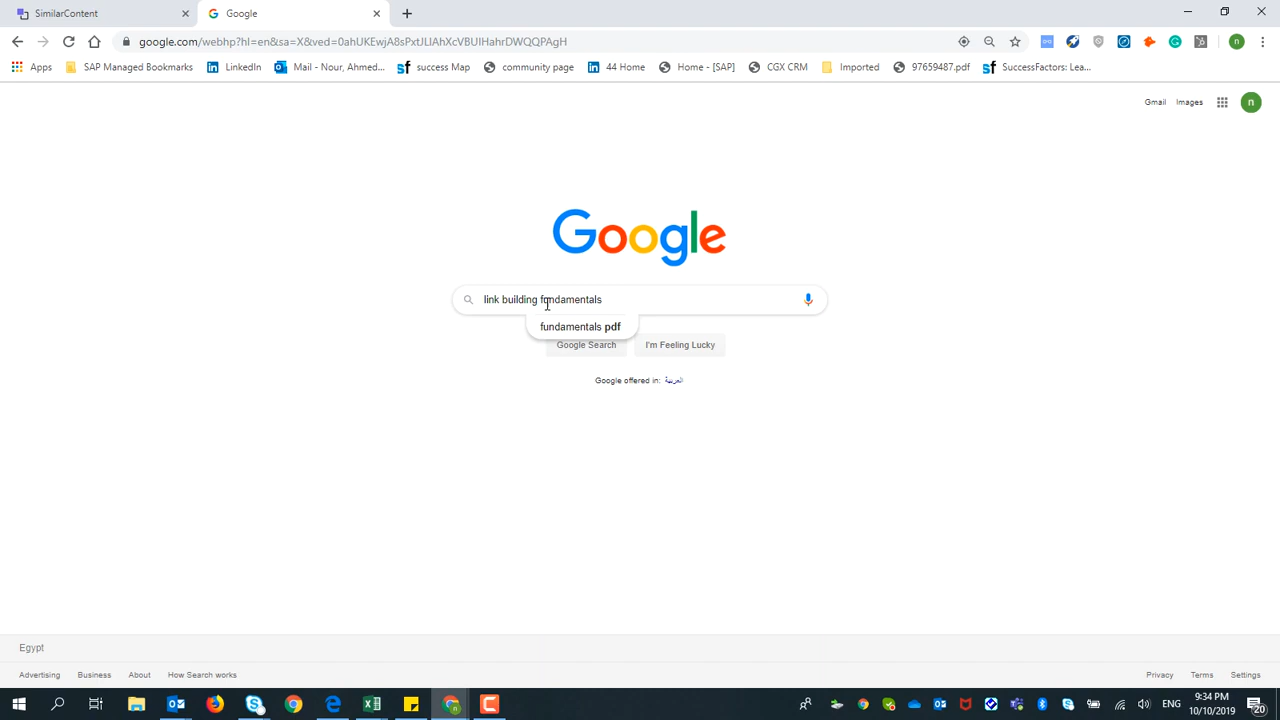 SimilarContent
Google
google.com/webhp?hl=en&sa=X&ved=0ahUKEwjA8sPxtJLlAhXcVBUIHahrDWQQPAgH
Apps SAP Managed Bookmarks LinkedIn Mail - Nour, Ahmed... success Map community page 44 Home Home - [SAP] CGX CRM Imported 97659487.pdf SuccessFactors: Lea...
Gmail Images n
Google
link building fundamentals
fundamentals pdf
Google Search I'm Feeling Lucky
Google offered in: العربية
Egypt
Advertising Business About How Search works Privacy Terms Settings
ENG 9:34 PM
10/10/2019 20